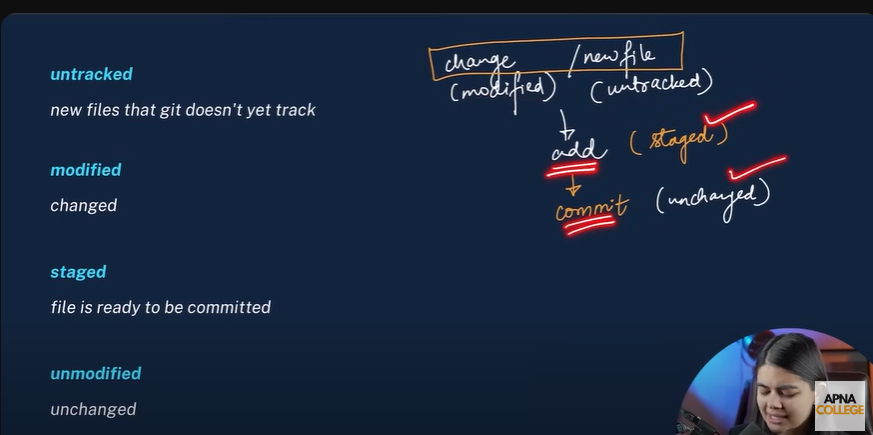 untracked
new files that git doesn't yet track
modified
changed
staged
file is ready to be committed
unmodified
unchanged
change / new file
(modified) (untracked)
add (staged)
commit (unchanged)
APNA
COLLEGE